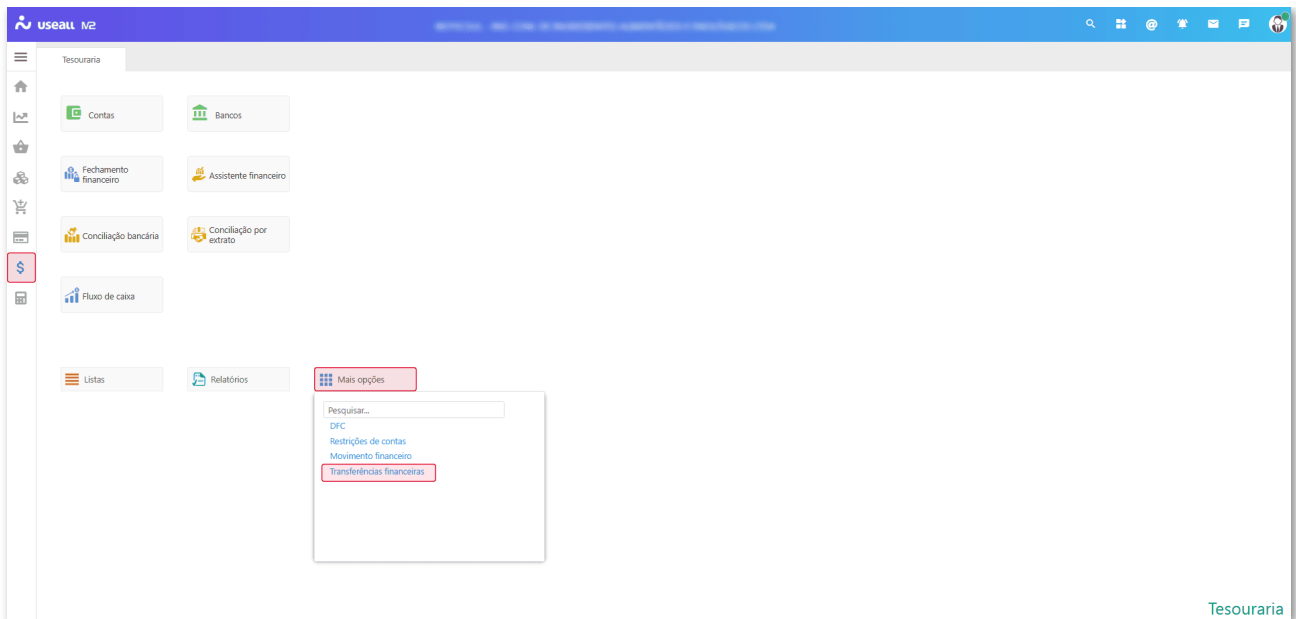 useall M2
Tesouraria
Contas
Bancos
Fechamento
financeiro
Assistente financeiro
Conciliação bancária
Conciliação por
extrato
Fluxo de caixa
Listas
Relatórios
Mais opções
Pesquisar...
DFC
Restrições de contas
Movimento financeiro
Transferências financeiras
Tesouraria